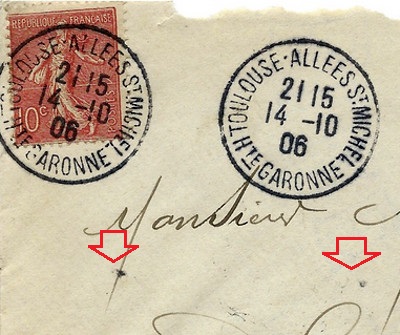 REPUBLIQUE FRANÇAISE
10c
TOULOUSE-ALLEES ST MICHEL
21 15
14 -10
06
HTE GARONNE
TOULOUSE-ALLEES ST MICHEL
21 15
14 -10
06
HTE GARONNE
Monsieur